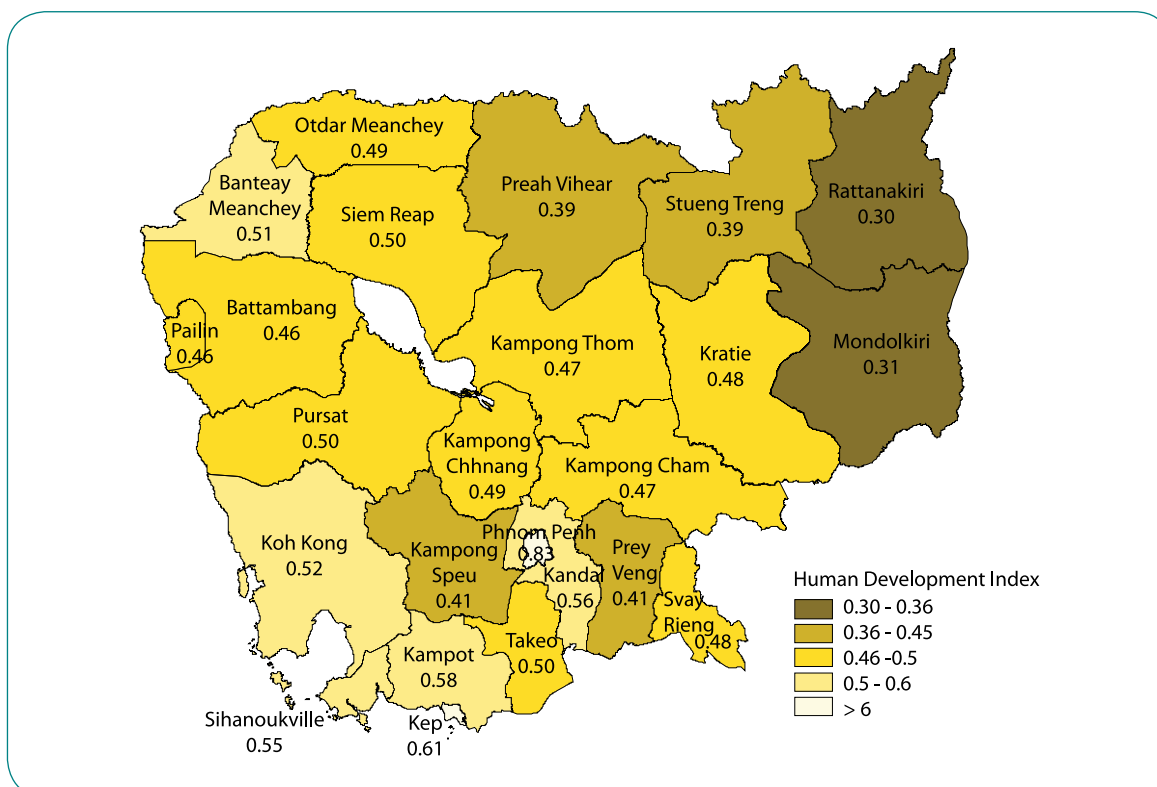 Otdar Meanchey
0.49
Banteay
Meanchey
0.51
Siem Reap
0.50
Preah Vihear
0.39
Stueng Treng
0.39
Rattanakiri
0.30
Battambang
0.46
Pailin
0.46
Kampong Thom
0.47
Kratie
0.48
Mondolkiri
0.31
Pursat
0.50
Kampong
Chhnang
0.49
Kampong Cham
0.47
Koh Kong
0.52
Kampong
Speu
0.41
Phnom Penh
0.83
Kandal
0.56
Prey
Veng
0.41
Svay
Rieng
0.48
Takeo
0.50
Kampot
0.58
Sihanoukville
0.55
Kep
0.61
Human Development Index
0.30 - 0.36
0.36 - 0.45
0.46 -0.5
0.5 - 0.6
> 6